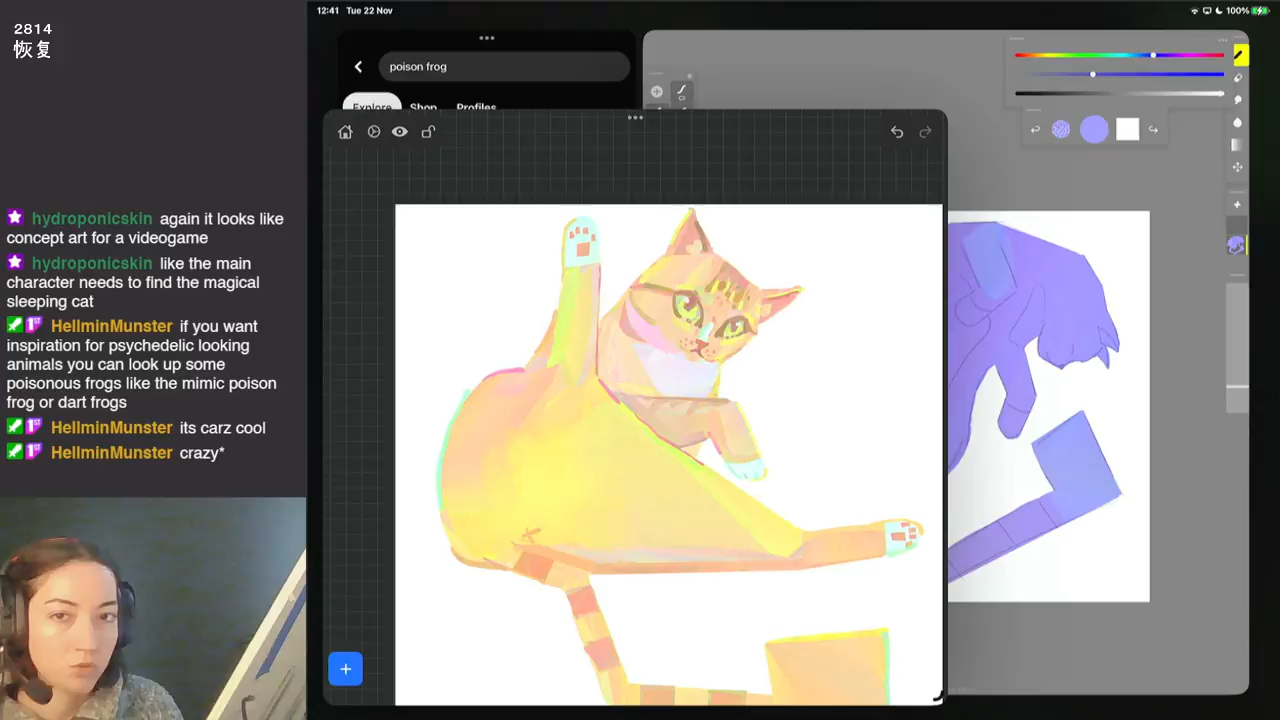 2814
恢复
12:41 Tue 22 Nov
100%
poison frog
Explore Shop Profiles
hydroponicskin again it looks like
concept art for a videogame
hydroponicskin like the main
character needs to find the magical
sleeping cat
HellminMunster if you want
inspiration for psychedelic looking
animals you can look up some
poisonous frogs like the mimic poison
frog or dart frogs
HellminMunster its carz cool
HellminMunster crazy*